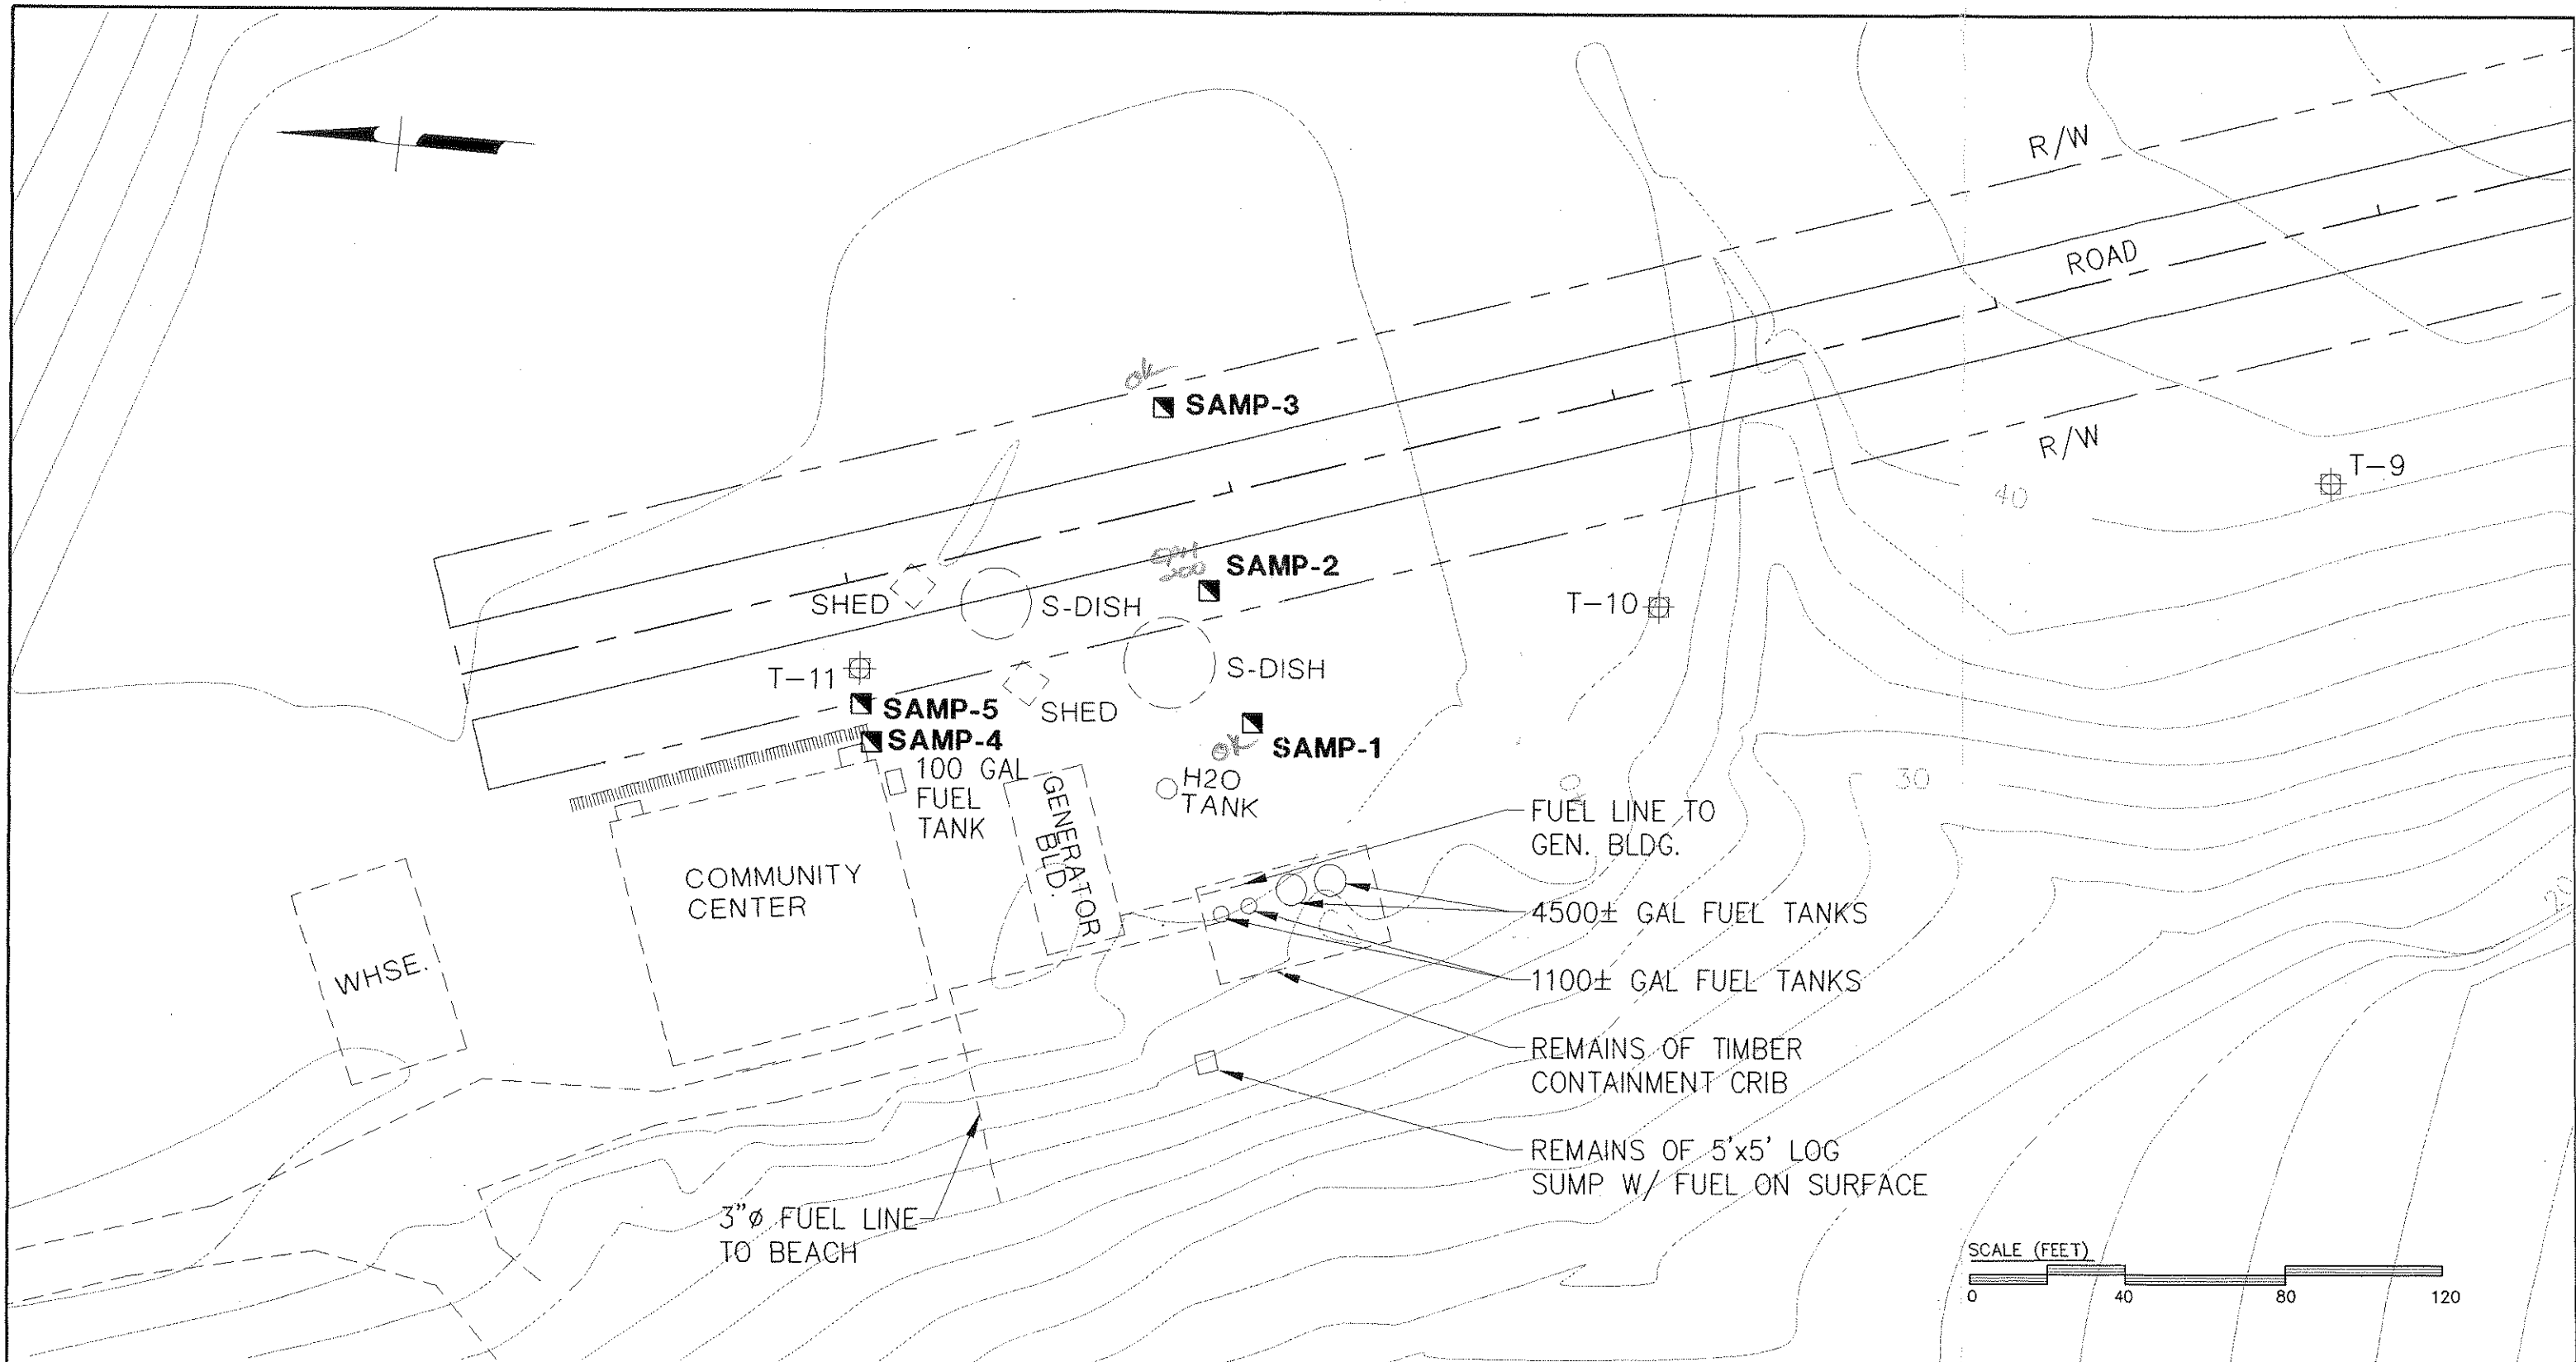 R/W
ROAD
ok
SAMP-3
R/W
T-9
40
SAMP-2
SHED
S-DISH
T-10
T-11
S-DISH
SAMP-5
SHED
SAMP-4
OK
SAMP-1
100 GAL
FUEL
TANK
GENERATOR
BLD.
H2O
TANK
30
FUEL LINE TO
GEN. BLDG.
COMMUNITY
CENTER
4500± GAL FUEL TANKS
WHSE.
1100± GAL FUEL TANKS
REMAINS OF TIMBER
CONTAINMENT CRIB
REMAINS OF 5'x5' LOG
SUMP W/ FUEL ON SURFACE
3"ø FUEL LINE
TO BEACH
SCALE (FEET)
0 40 80 120